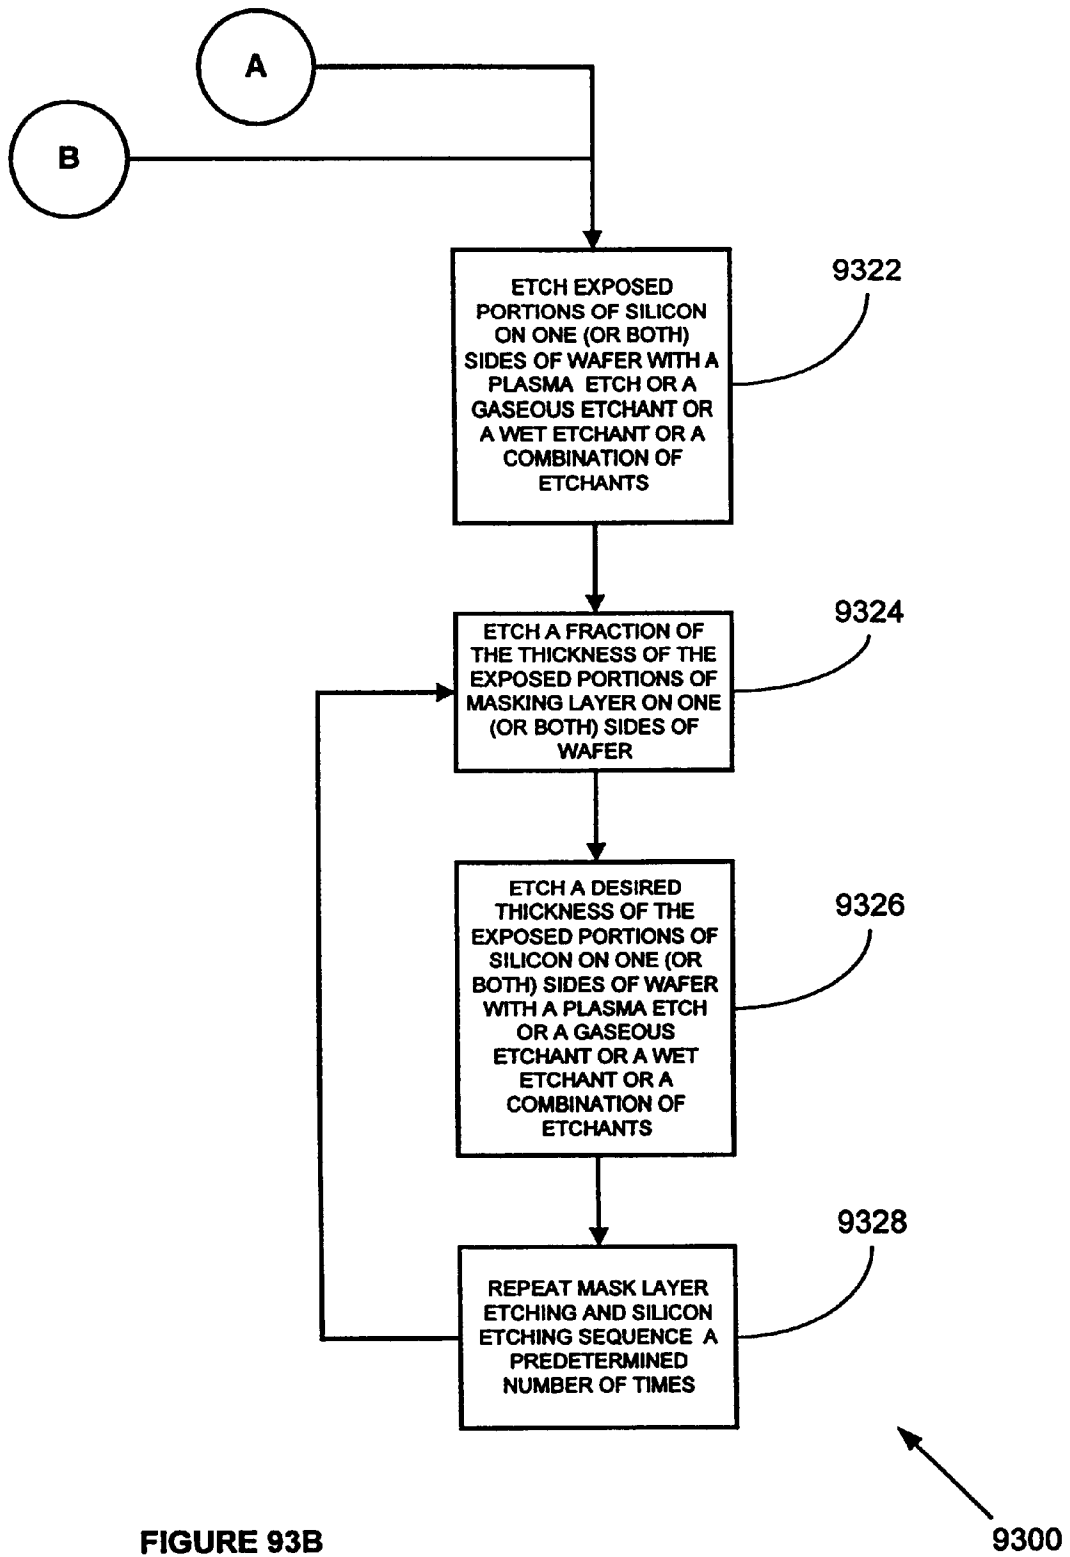 A
B
9322
ETCH EXPOSED
PORTIONS OF SILICON
ON ONE (OR BOTH)
SIDES OF WAFER WITH A
PLASMA ETCH OR A
GASEOUS ETCHANT OR
A WET ETCHANT OR A
COMBINATION OF
ETCHANTS
9324
ETCH A FRACTION OF
THE THICKNESS OF THE
EXPOSED PORTIONS OF
MASKING LAYER ON ONE
(OR BOTH) SIDES OF
WAFER
9326
ETCH A DESIRED
THICKNESS OF THE
EXPOSED PORTIONS OF
SILICON ON ONE (OR
BOTH) SIDES OF WAFER
WITH A PLASMA ETCH
OR A GASEOUS
ETCHANT OR A WET
ETCHANT OR A
COMBINATION OF
ETCHANTS
9328
REPEAT MASK LAYER
ETCHING AND SILICON
ETCHING SEQUENCE A
PREDETERMINED
NUMBER OF TIMES
9300
FIGURE 93B